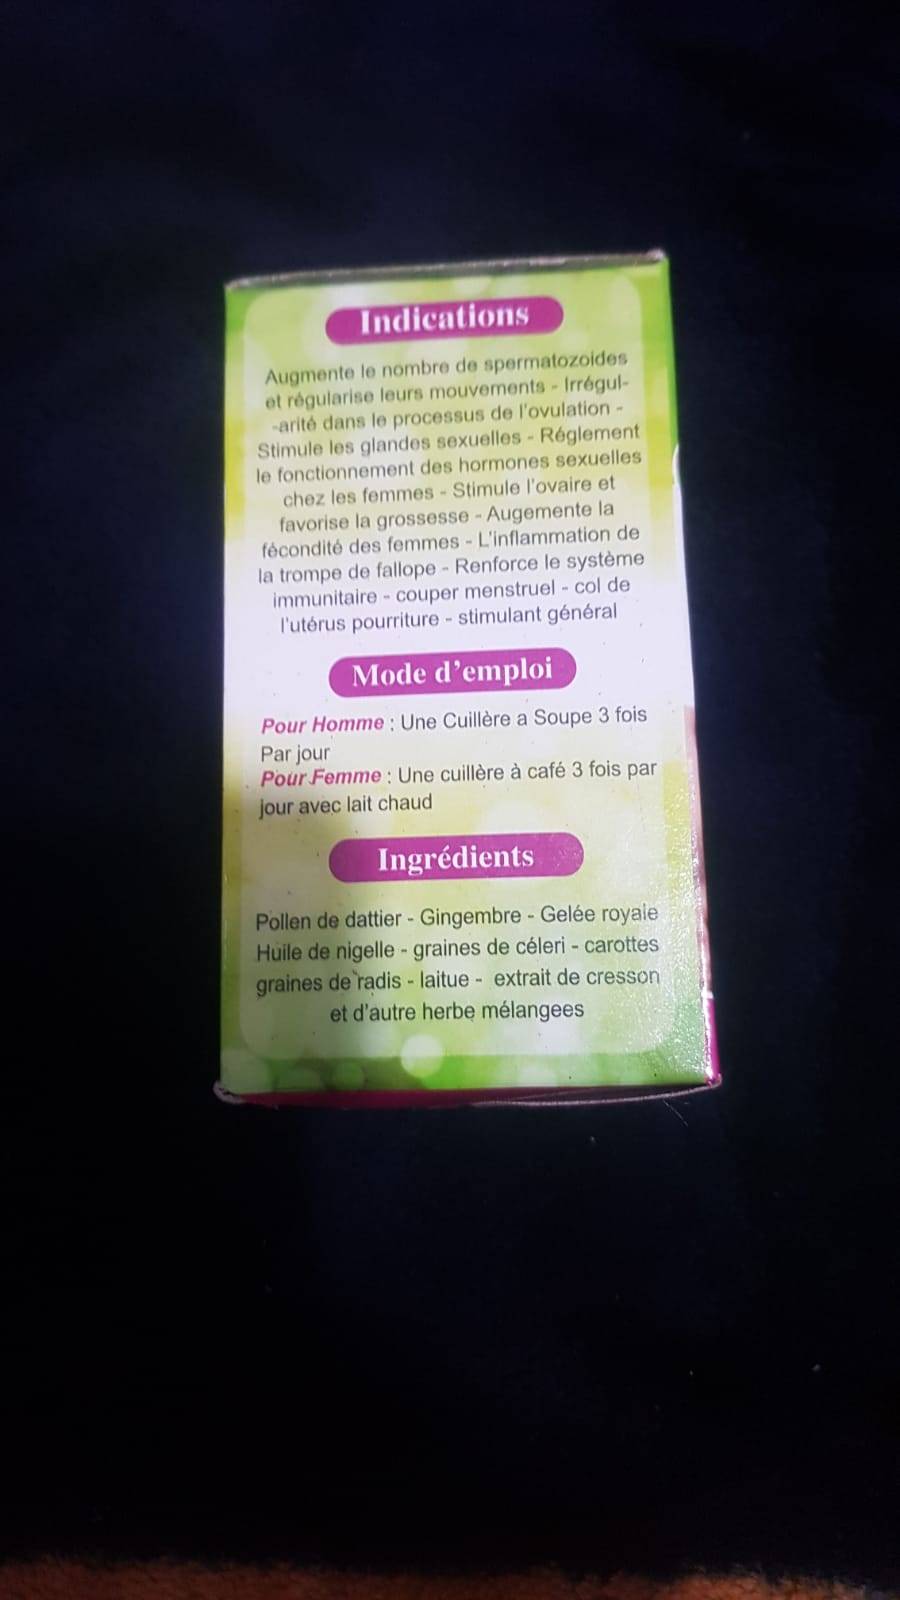 Indications
Augmente le nombre de spermatozoides
et régularise leurs mouvements - Irrégul-
-arité dans le processus de l'ovulation -
Stimule les glandes sexuelles - Réglement
le fonctionnement des hormones sexuelles
chez les femmes - Stimule l'ovaire et
favorise la grossesse - Augemente la
fécondité des femmes - L'inflammation de
la trompe de fallope - Renforce le système
immunitaire - couper menstruel - col de
l'utérus pourriture - stimulant général
Mode d'emploi
Pour Homme : Une Cuillère a Soupe 3 fois
Par jour
Pour Femme : Une cuillère à café 3 fois par
jour avec lait chaud
Ingrédients
Pollen de dattier - Gingembre - Gelée royale
Huile de nigelle - graines de céleri - carottes
graines de radis - laitue - extrait de cresson
et d'autre herbe mélangees